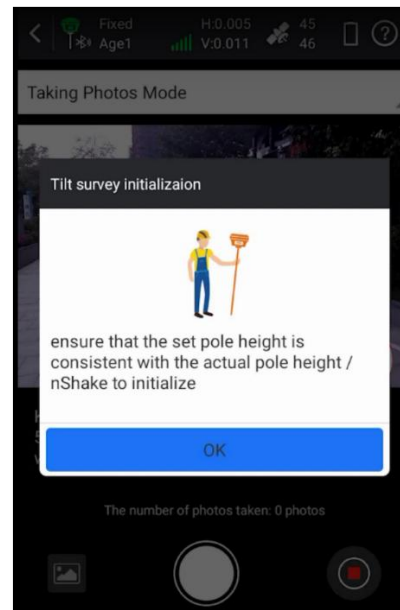 Fixed H:0.005 45
Age1 V:0.011 46
Taking Photos Mode
Tilt survey initializaion
ensure that the set pole height is
consistent with the actual pole height /
nShake to initialize
OK
The number of photos taken: 0 photos